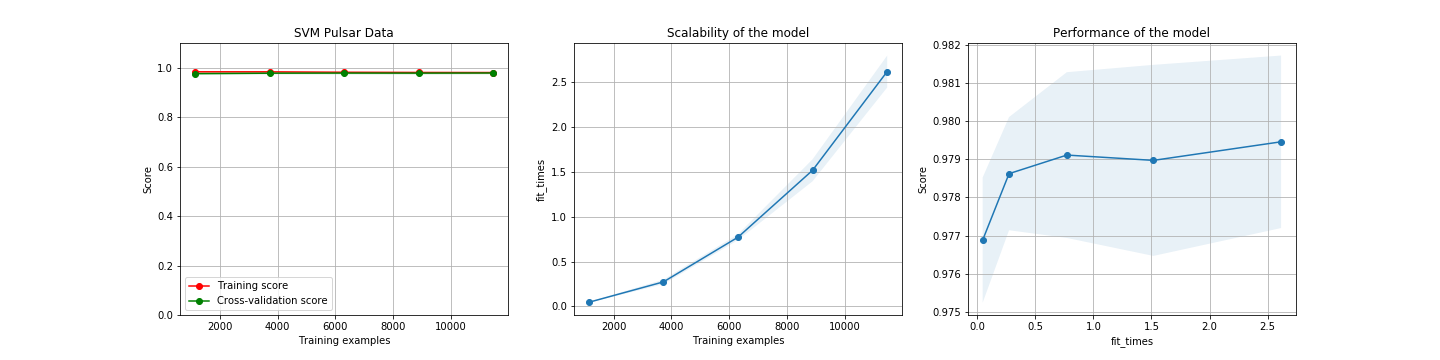 SVM Pulsar Data
1.0
0.8
0.6
0.4
0.2
0.0
Score
Training score
Cross-validation score
2000 4000 6000 8000 10000
Training examples
Scalability of the model
2.5
2.0
1.5
1.0
0.5
0.0
fit_times
2000 4000 6000 8000 10000
Training examples
Performance of the model
0.982
0.981
0.980
0.979
0.978
0.977
0.976
0.975
Score
0.0 0.5 1.0 1.5 2.0 2.5
fit_times